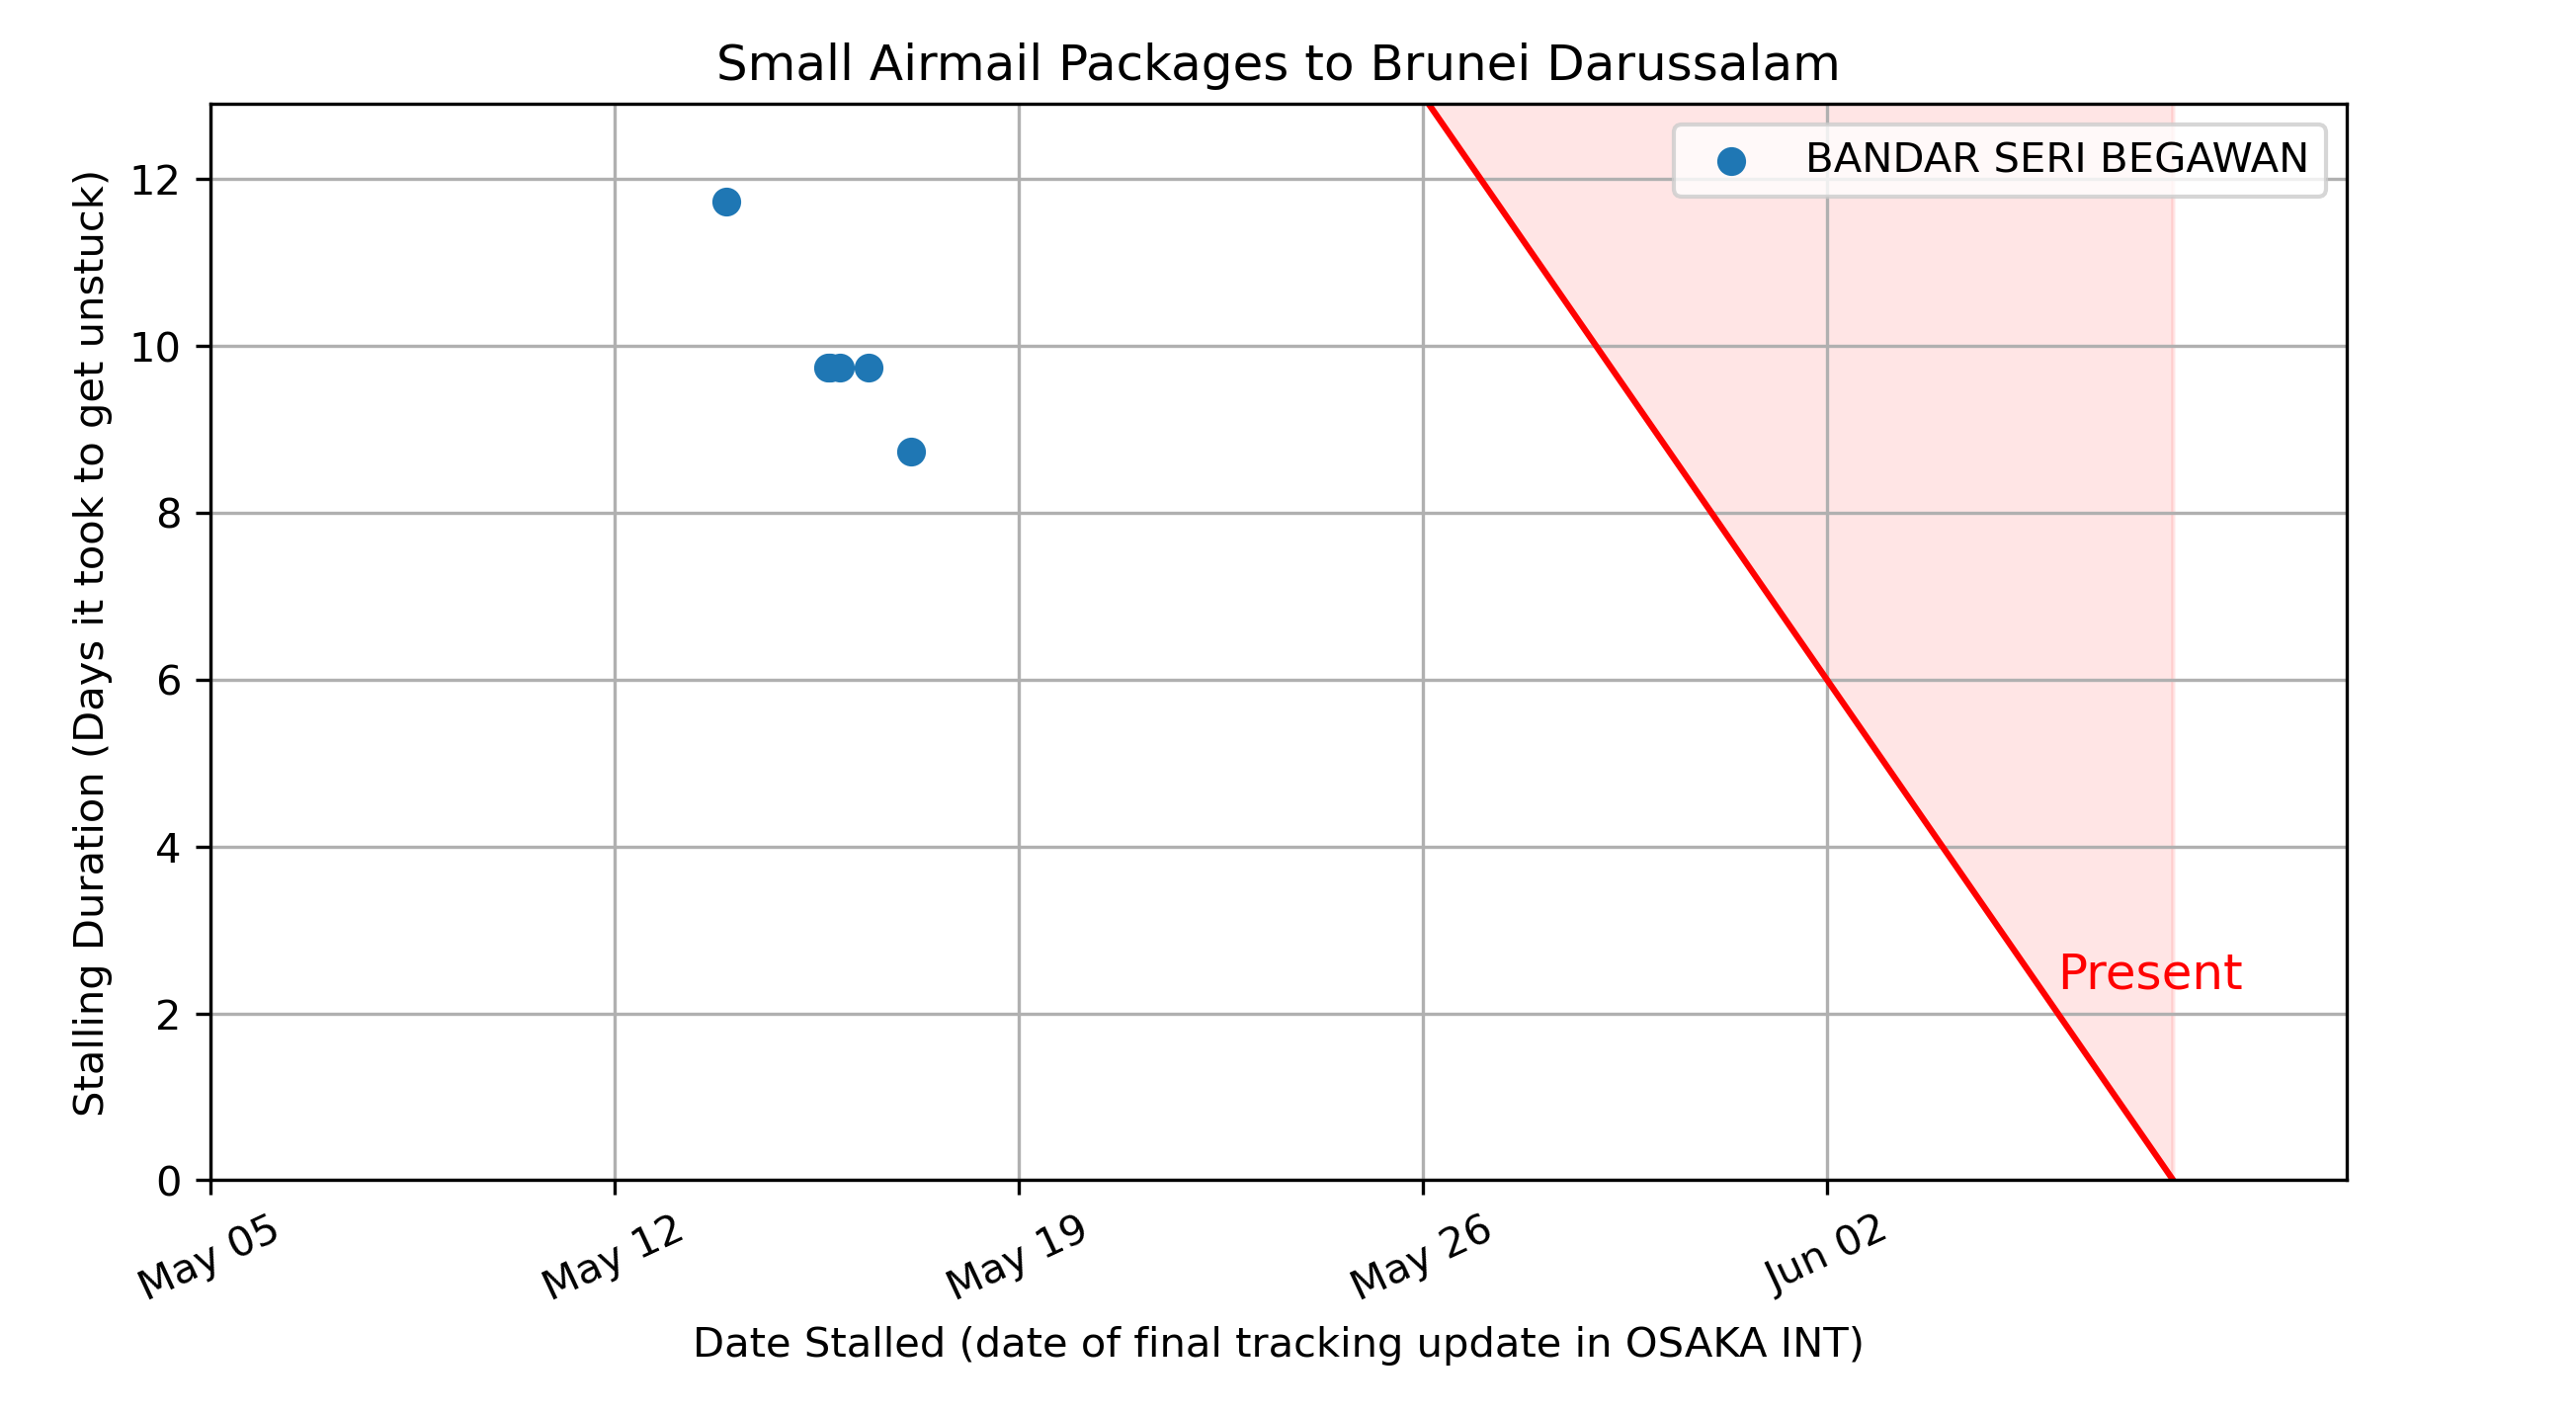 Small Airmail Packages to Brunei Darussalam
BANDAR SERI BEGAWAN
Stalling Duration (Days it took to get unstuck)
12
10
8
6
4
2
0
Present
May 05
May 12
May 19
May 26
Jun 02
Date Stalled (date of final tracking update in OSAKA INT)